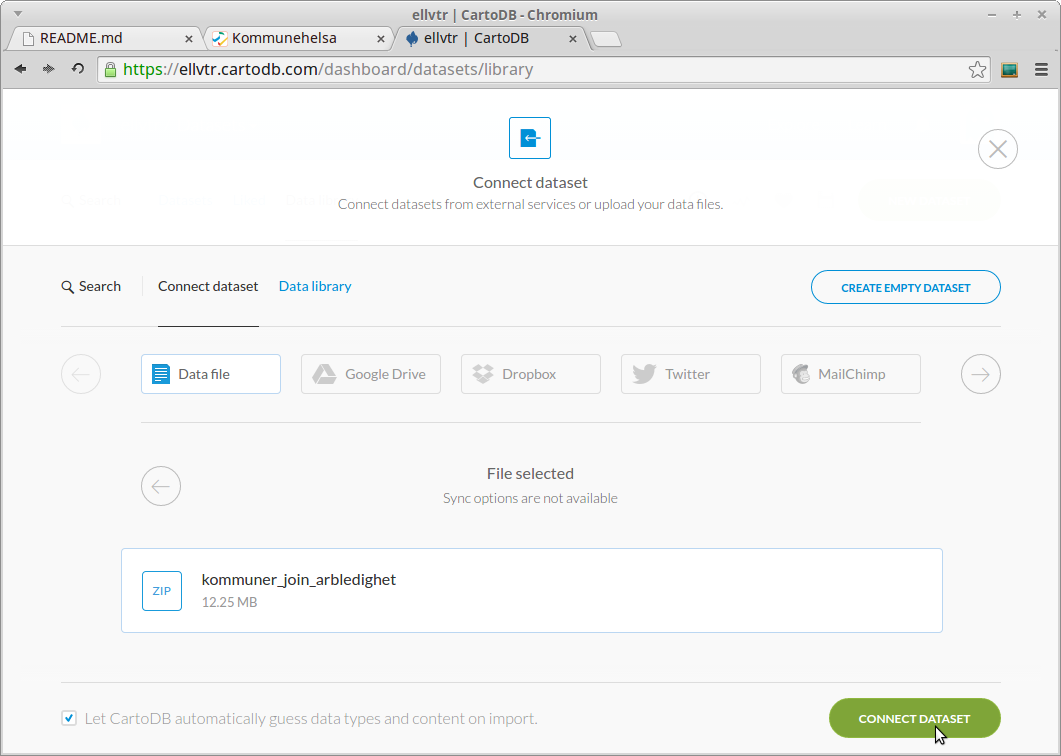 ellvtr | CartoDB - Chromium
README.md
Kommunehelsa
ellvtr | CartoDB
https://ellvtr.cartodb.com/dashboard/datasets/library
Connect dataset
Connect datasets from external services or upload your data files.
Search
Connect dataset
Data library
CREATE EMPTY DATASET
Data file
Google Drive
Dropbox
Twitter
MailChimp
File selected
Sync options are not available
ZIP
kommuner_join_arbledighet
12.25 MB
Let CartoDB automatically guess data types and content on import.
CONNECT DATASET